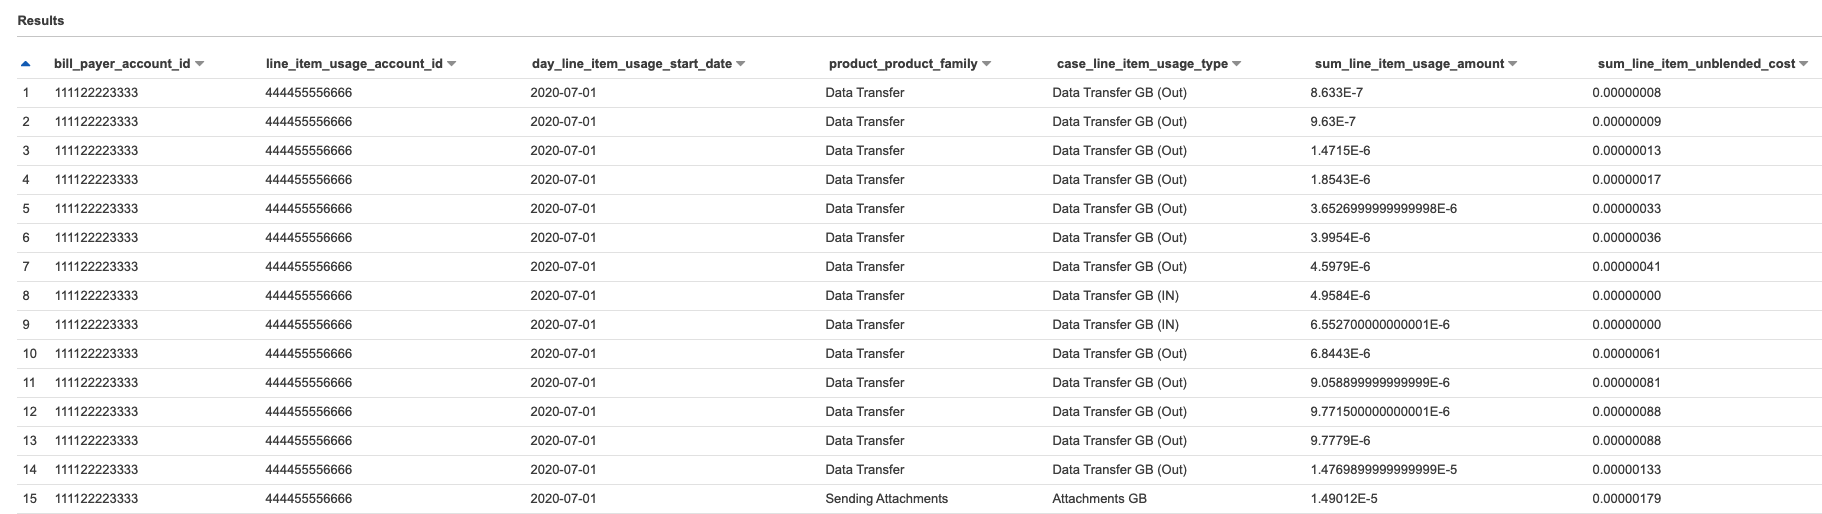 Results
bill_payer_account_id line_item_usage_account_id day_line_item_usage_start_date product_product_family case_line_item_usage_type sum_line_item_usage_amount sum_line_item_unblended_cost
1 111122223333 444455556666 2020-07-01 Data Transfer Data Transfer GB (Out) 8.633E-7 0.00000008
2 111122223333 444455556666 2020-07-01 Data Transfer Data Transfer GB (Out) 9.63E-7 0.00000009
3 111122223333 444455556666 2020-07-01 Data Transfer Data Transfer GB (Out) 1.4715E-6 0.00000013
4 111122223333 444455556666 2020-07-01 Data Transfer Data Transfer GB (Out) 1.8543E-6 0.00000017
5 111122223333 444455556666 2020-07-01 Data Transfer Data Transfer GB (Out) 3.6526999999999998E-6 0.00000033
6 111122223333 444455556666 2020-07-01 Data Transfer Data Transfer GB (Out) 3.9954E-6 0.00000036
7 111122223333 444455556666 2020-07-01 Data Transfer Data Transfer GB (Out) 4.5979E-6 0.00000041
8 111122223333 444455556666 2020-07-01 Data Transfer Data Transfer GB (IN) 4.9584E-6 0.00000000
9 111122223333 444455556666 2020-07-01 Data Transfer Data Transfer GB (IN) 6.552700000000001E-6 0.00000000
10 111122223333 444455556666 2020-07-01 Data Transfer Data Transfer GB (Out) 6.8443E-6 0.00000061
11 111122223333 444455556666 2020-07-01 Data Transfer Data Transfer GB (Out) 9.058899999999999E-6 0.00000081
12 111122223333 444455556666 2020-07-01 Data Transfer Data Transfer GB (Out) 9.771500000000001E-6 0.00000088
13 111122223333 444455556666 2020-07-01 Data Transfer Data Transfer GB (Out) 9.7779E-6 0.00000088
14 111122223333 444455556666 2020-07-01 Data Transfer Data Transfer GB (Out) 1.4769899999999999E-5 0.00000133
15 111122223333 444455556666 2020-07-01 Sending Attachments Attachments GB 1.49012E-5 0.00000179